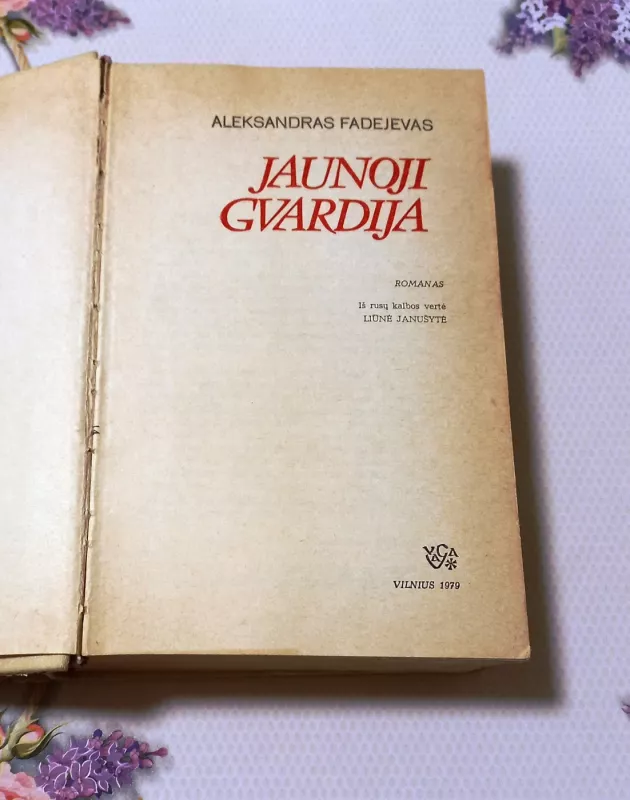 ALEKSANDRAS FADEJEVAS
JAUNOJI
GVARDIJA
ROMANAS
Iš rusų kalbos vertė
LIŪNĖ JANUŠYTĖ
VAGA
VILNIUS 1979